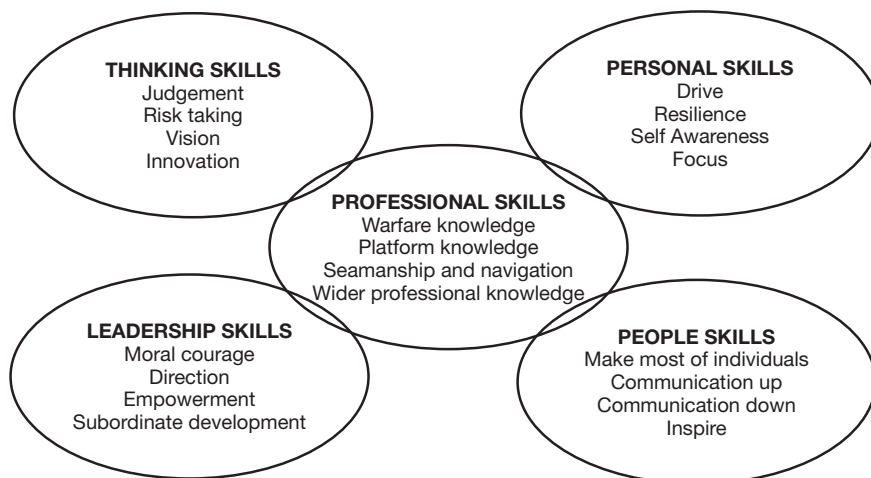 THINKING SKILLS
Judgement
Risk taking
Vision
Innovation
PERSONAL SKILLS
Drive
Resilience
Self Awareness
Focus
PROFESSIONAL SKILLS
Warfare knowledge
Platform knowledge
Seamanship and navigation
Wider professional knowledge
LEADERSHIP SKILLS
Moral courage
Direction
Empowerment
Subordinate development
PEOPLE SKILLS
Make most of individuals
Communication up
Communication down
Inspire